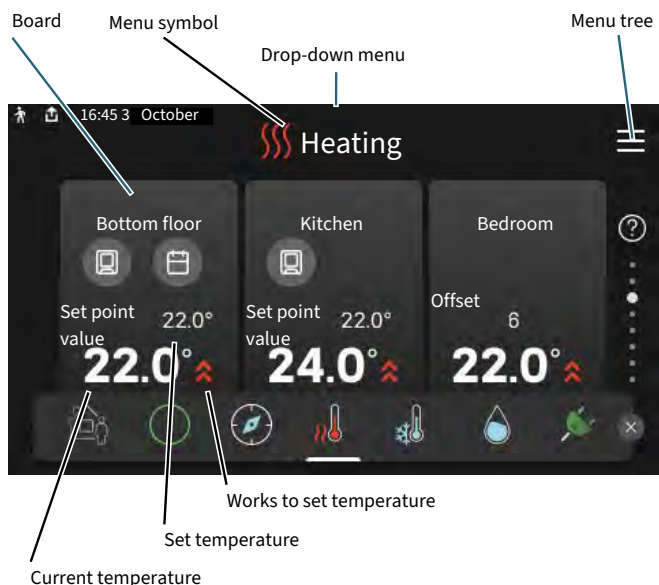 Board
Menu symbol
Menu tree
Drop-down menu
16:45 3 October
Heating
Bottom floor
Kitchen
Bedroom
?
Set point
value
22.0°
Set point
value
22.0°
Offset
6
22.0°
24.0°
22.0°
Works to set temperature
Set temperature
Current temperature